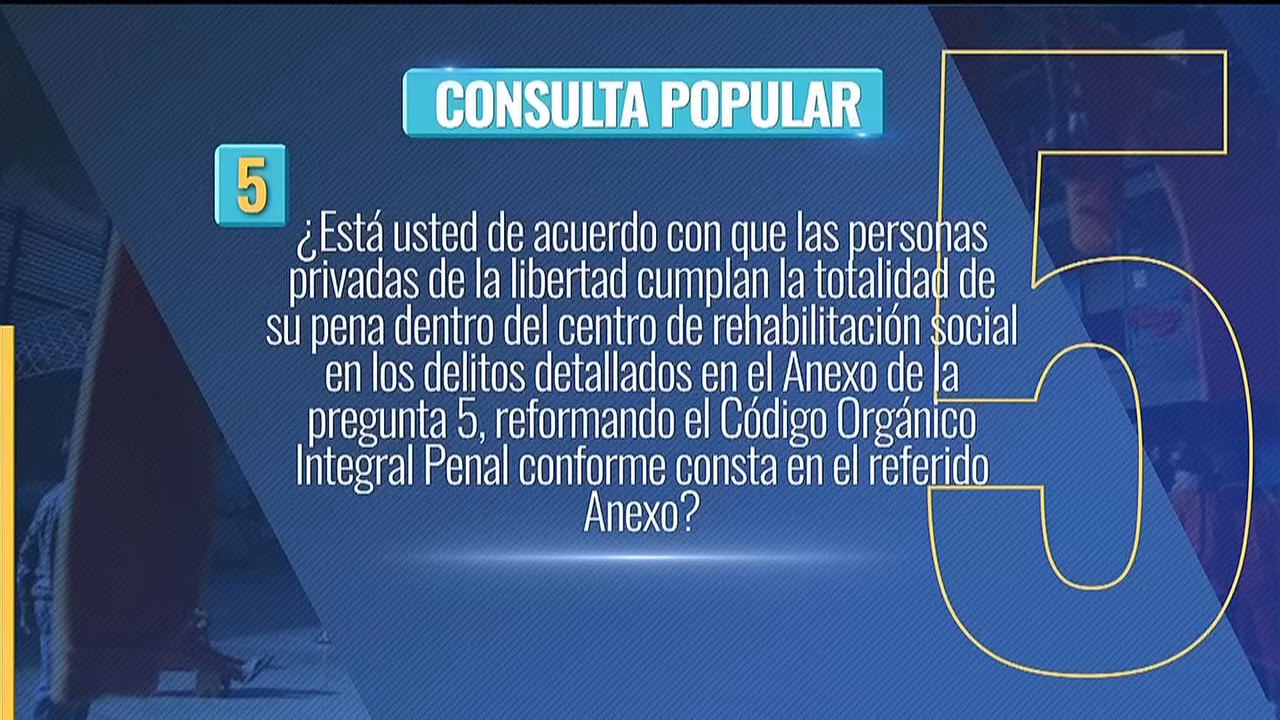 CONSULTA POPULAR
5
5
¿Está usted de acuerdo con que las personas
privadas de la libertad cumplan la totalidad de
su pena dentro del centro de rehabilitación social
en los delitos detallados en el Anexo de la
pregunta 5, reformando el Código Orgánico
Integral Penal conforme consta en el referido
Anexo?